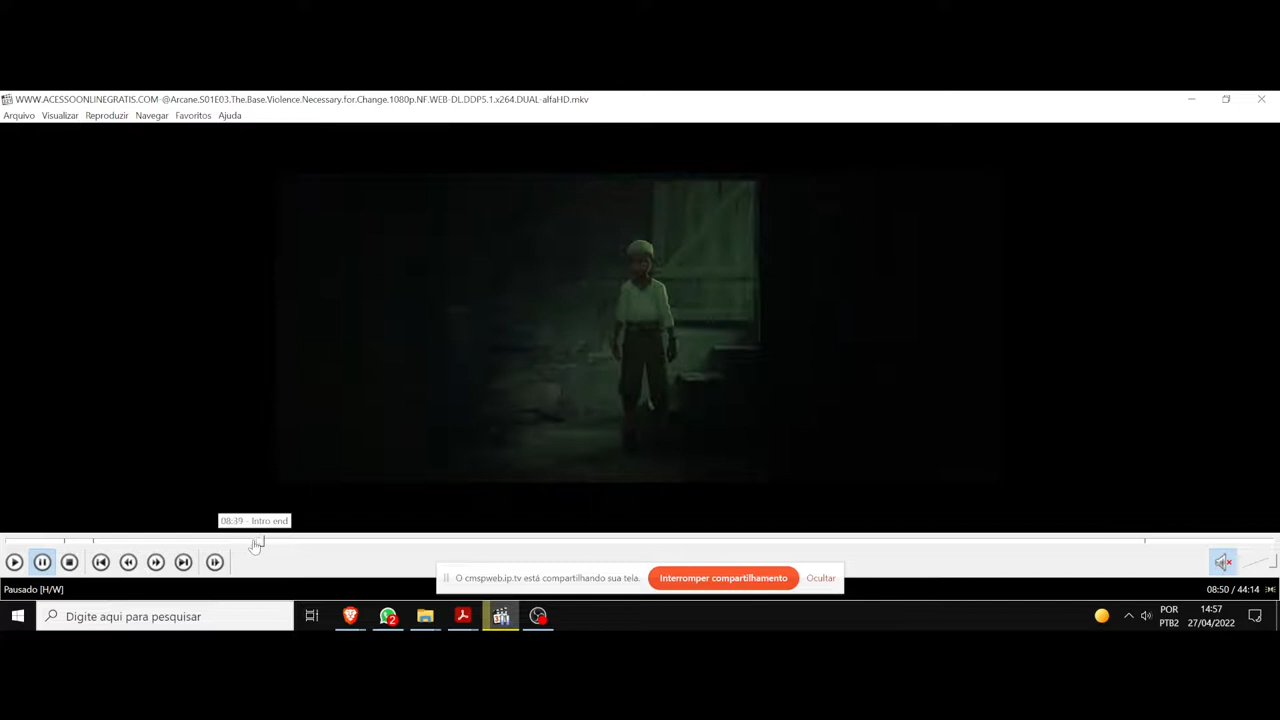 WWW.ACESSOONLINEGRATIS.COM-@Arcane.S01E03.The.Base.Violence.Necessary.for.Change.1080p.NF.WEB-DL.DDP5.1.x264.DUAL-alfaHD.mkv
Arquivo Visualizar Reproduzir Navegar Favoritos Ajuda
08:39 - Intro end
O cmspweb.ip.tv está compartilhando sua tela. Interromper compartilhamento Ocultar
Pausado [H/W] 08:50 / 44:14
Digite aqui para pesquisar
2
POR 14:57
PTB2 27/04/2022